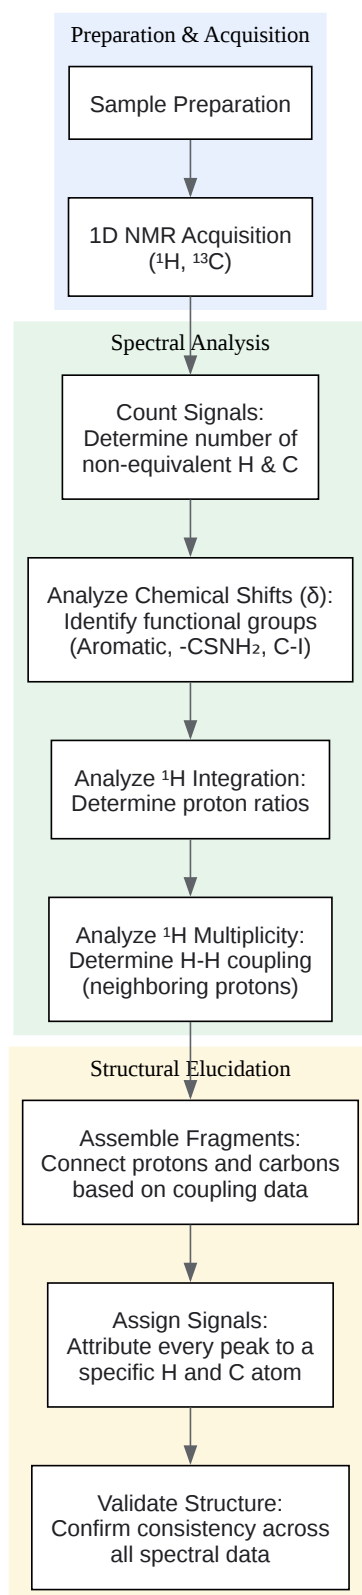 Preparation & Acquisition
Sample Preparation
1D NMR Acquisition
(¹H, ¹³C)
Spectral Analysis
Count Signals:
Determine number of
non-equivalent H & C
Analyze Chemical Shifts (δ):
Identify functional groups
(Aromatic, -CSNH₂, C-I)
Analyze ¹H Integration:
Determine proton ratios
Analyze ¹H Multiplicity:
Determine H-H coupling
(neighboring protons)
Structural Elucidation
Assemble Fragments:
Connect protons and carbons
based on coupling data
Assign Signals:
Attribute every peak to a
specific H and C atom
Validate Structure:
Confirm consistency across
all spectral data